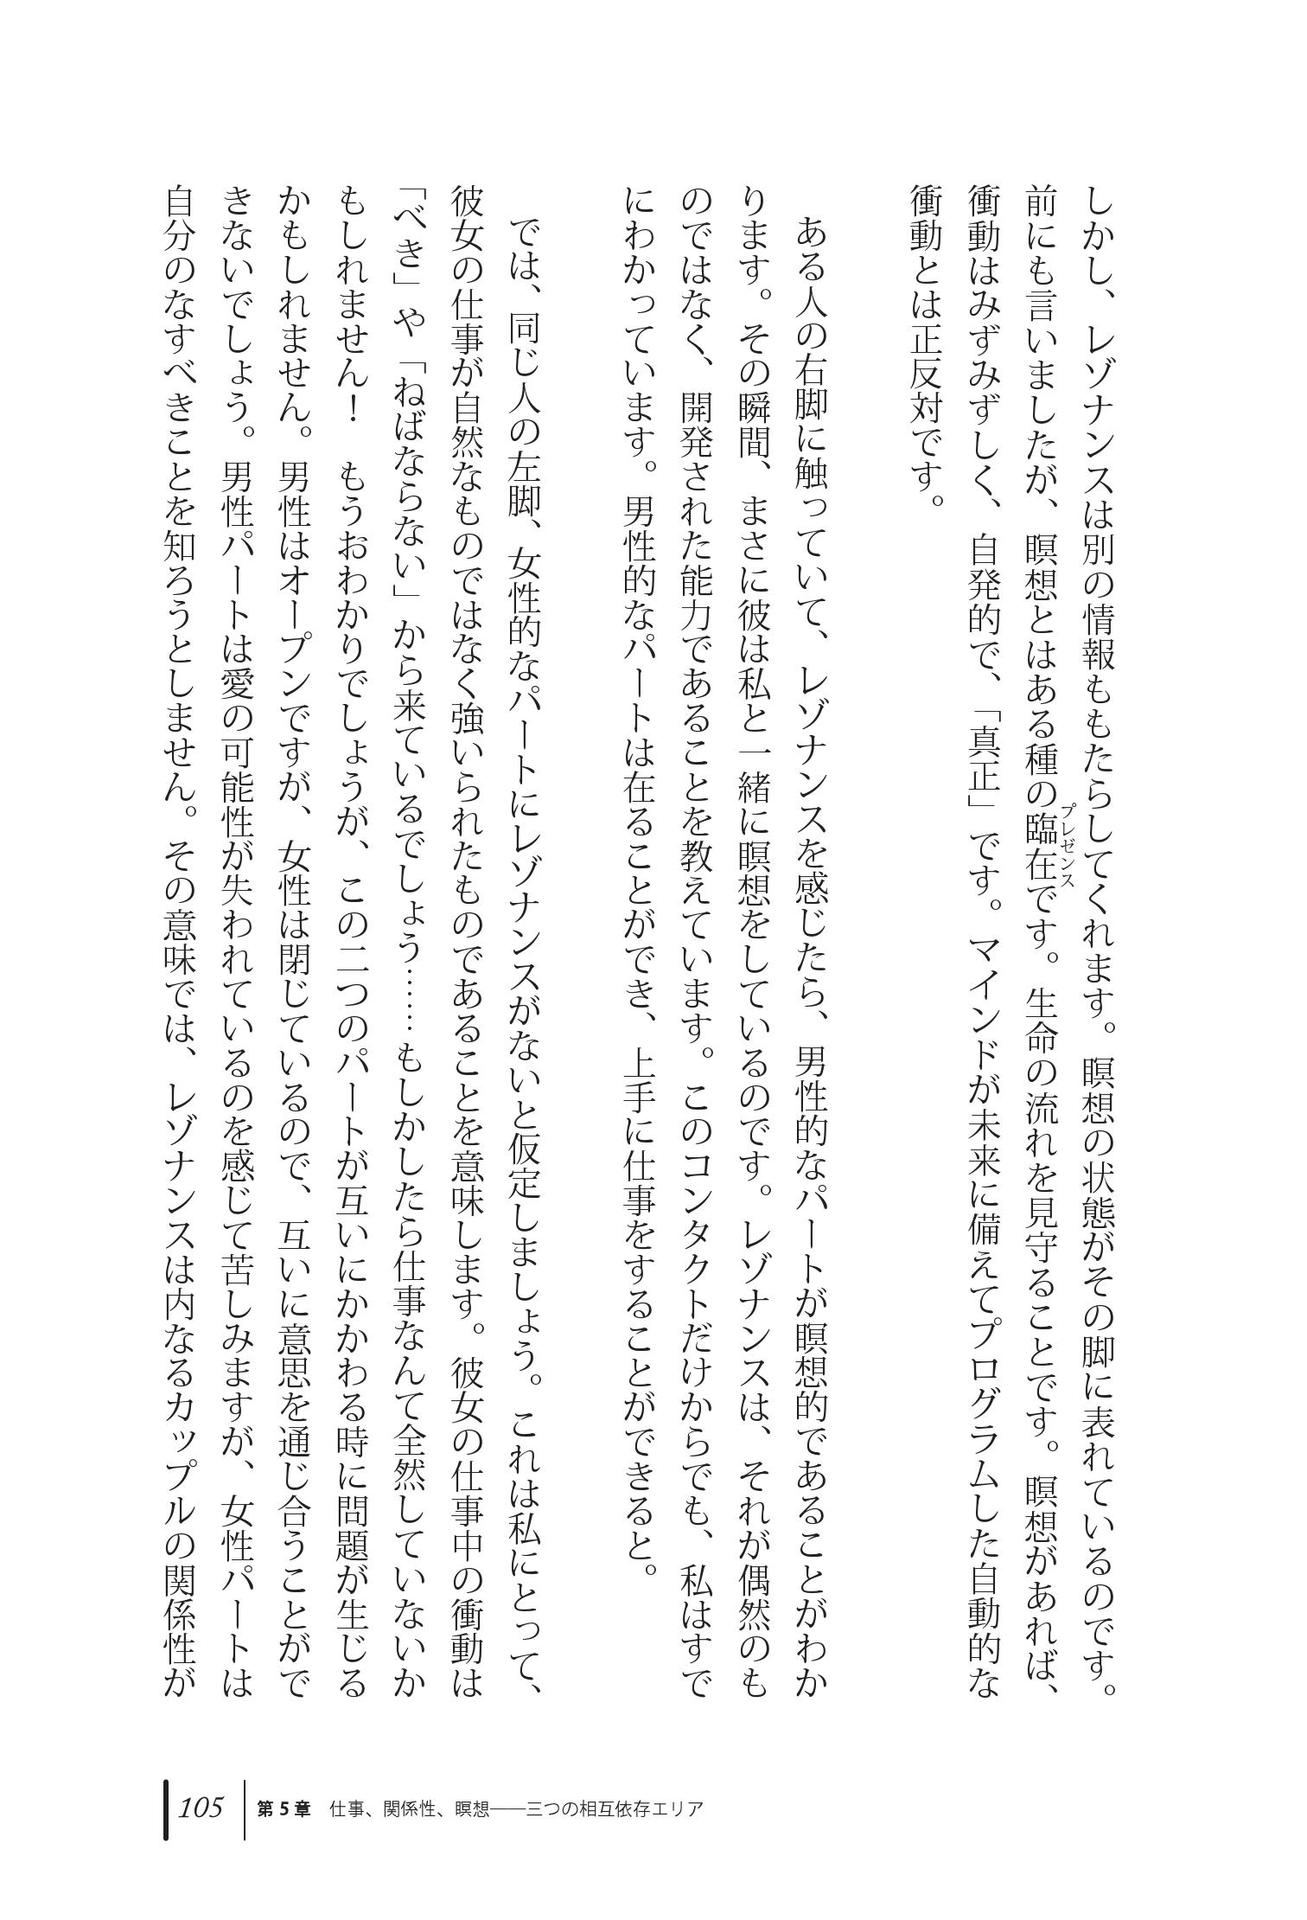 しかし、レゾナンスは別の情報ももたらしてくれます。瞑想の状態がその脚に表れているのです。
前にも言いましたが、瞑想とはある種の臨在です。生命の流れを見守ることです。瞑想があれば、
プレゼンス
衝動はみずみずしく、自発的で、「真正」です。マインドが未来に備えてプログラムした自動的な
衝動とは正反対です。
ある人の右脚に触っていて、レゾナンスを感じたら、男性的なパートが瞑想的であることがわか
ります。その瞬間、まさに彼は私と一緒に瞑想をしているのです。レゾナンスは、それが偶然のも
のではなく、開発された能力であることを教えています。このコンタクトだけからでも、私はすで
にわかっています。男性的なパートは在ることができ、上手に仕事をすることができると。
では、同じ人の左脚、女性的なパートにレゾナンスがないと仮定しましょう。これは私にとって、
彼女の仕事が自然なものではなく強いられたものであることを意味します。彼女の仕事中の衝動は
「べき」や「ねばならない」から来ているでしょう……もしかしたら仕事なんて全然していないか
もしれません！　もうおわかりでしょうが、この二つのパートが互いにかかわる時に問題が生じる
かもしれません。男性はオープンですが、女性は閉じているので、互いに意思を通じ合うことがで
きないでしょう。男性パートは愛の可能性が失われているのを感じて苦しみますが、女性パートは
自分のなすべきことを知ろうとしません。その意味では、レゾナンスは内なるカップルの関係性が
105 第5章　仕事、関係性、瞑想――三つの相互依存エリア